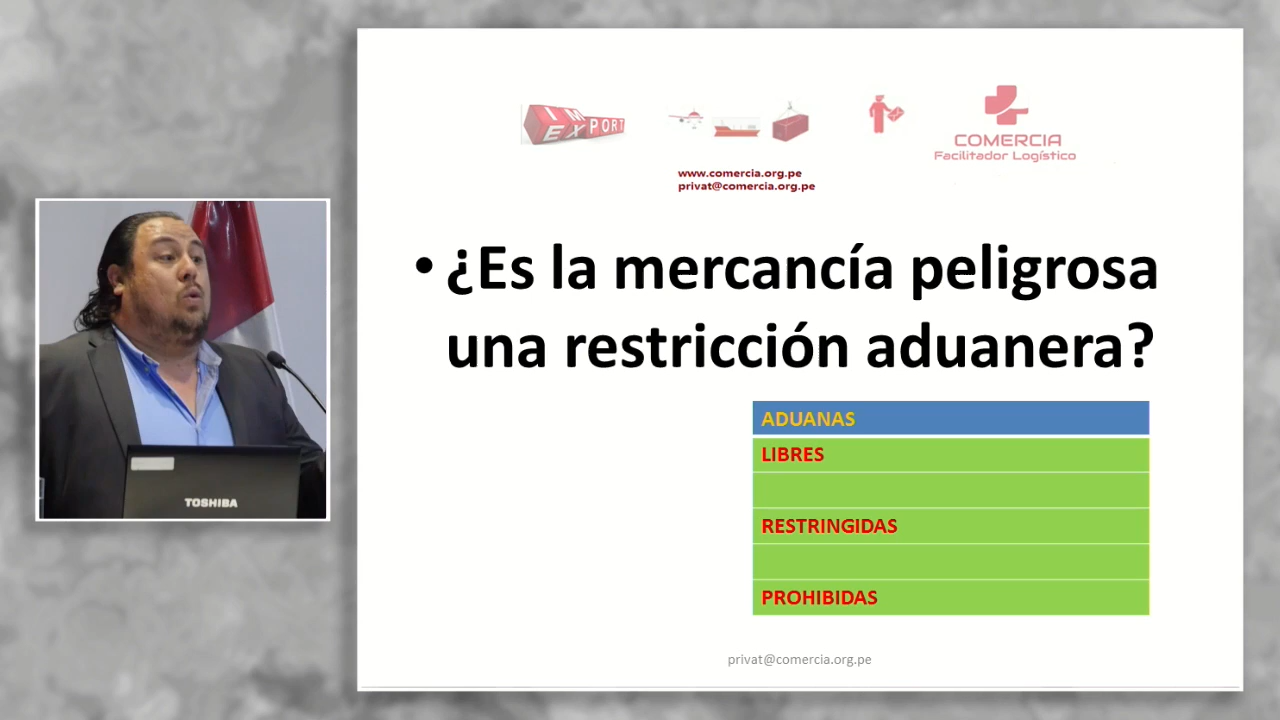 IM
EXPORT
COMERCIA
Facilitador Logístico
www.comercia.org.pe
privat@comercia.org.pe
• ¿Es la mercancía peligrosa
una restricción aduanera?
ADUANAS
LIBRES
RESTRINGIDAS
PROHIBIDAS
privat@comercia.org.pe
TOSHIBA